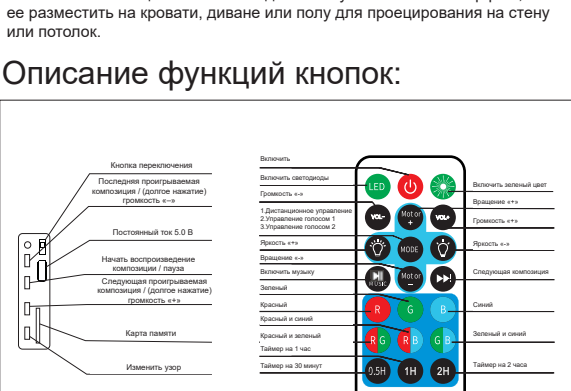 ее разместить на кровати, диване или полу для проецирования на стену
или потолок.
Описание функций кнопок:
Кнопка переключения
Последняя проигрываемая
композиция / (долгое нажатие)
громкость «–»
Постоянный ток 5.0 В
Начать воспроизведение
композиции / пауза
Следующая проигрываемая
композиция / (долгое нажатие)
громкость «+»
Карта памяти
Изменить узор
Включить
Включить светодиоды
Громкость «-»
1.Дистанционное управление
2.Управление голосом 1
3.Управление голосом 2
Яркость «+»
Вращение «-»
Включить музыку
Зеленый
Красный
Красный и синий
Красный и зеленый
Таймер на 1 час
Таймер на 30 минут
LED
VOL-
Motor
+
VOL+
MODE
MUSIC
Motor
–
R
G
B
R G
R B
G B
0.5H
1H
2H
Включить зеленый цвет
Вращение «+»
Громкость «+»
Яркость «-»
Следующая композиция
Синий
Зеленый и синий
Таймер на 2 часа